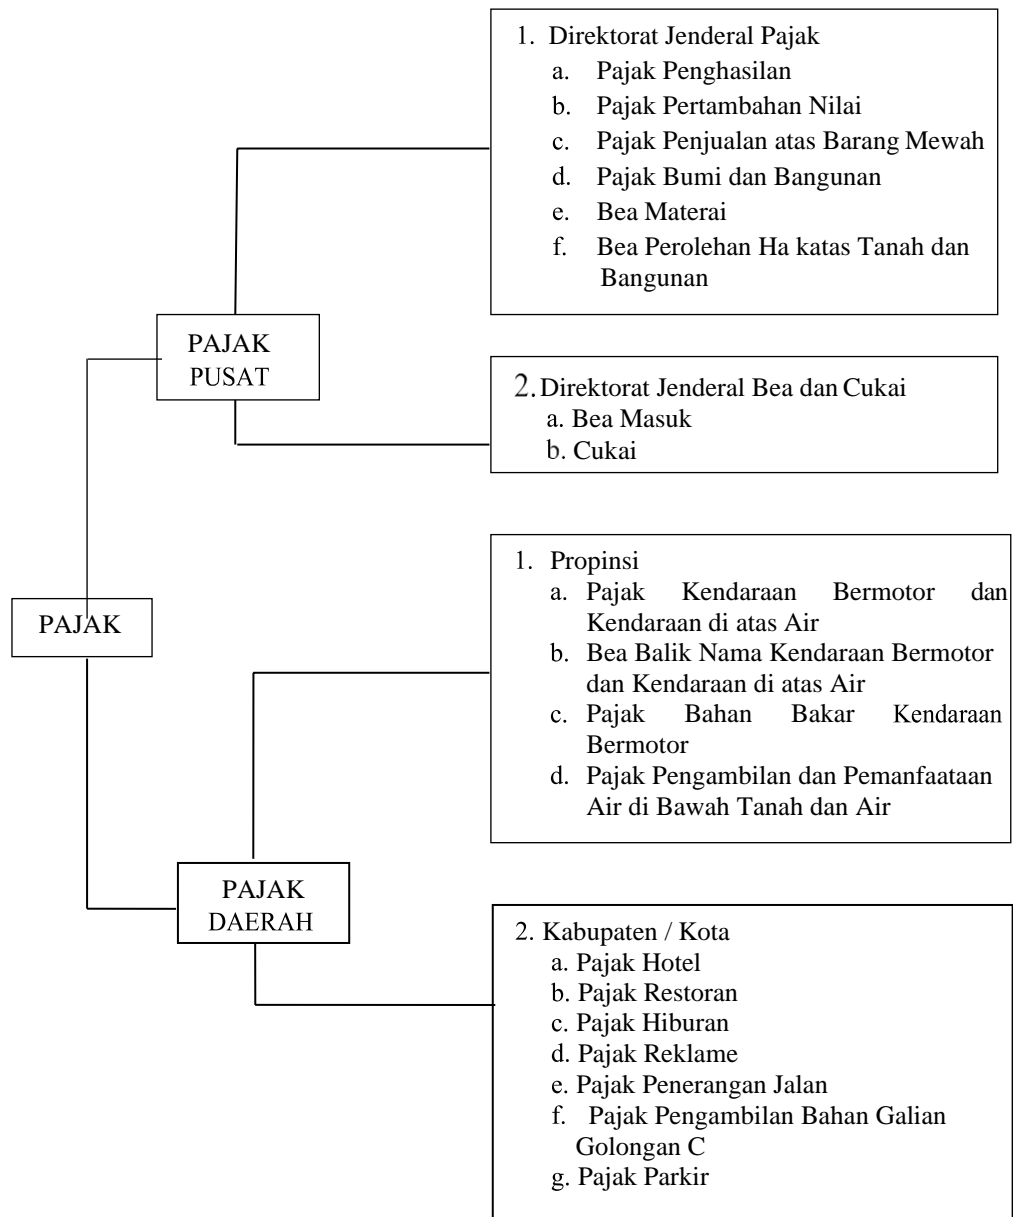 1. Direktorat Jenderal Pajak
a. Pajak Penghasilan
b. Pajak Pertambahan Nilai
c. Pajak Penjualan atas Barang Mewah
d. Pajak Bumi dan Bangunan
e. Bea Materai
f. Bea Perolehan Ha katas Tanah dan
Bangunan
PAJAK
PUSAT
2. Direktorat Jenderal Bea dan Cukai
a. Bea Masuk
b. Cukai
1. Propinsi
a. Pajak Kendaraan Bermotor dan
Kendaraan di atas Air
b. Bea Balik Nama Kendaraan Bermotor
dan Kendaraan di atas Air
c. Pajak Bahan Bakar Kendaraan
Bermotor
d. Pajak Pengambilan dan Pemanfaataan
Air di Bawah Tanah dan Air
PAJAK
PAJAK
DAERAH
2. Kabupaten / Kota
a. Pajak Hotel
b. Pajak Restoran
c. Pajak Hiburan
d. Pajak Reklame
e. Pajak Penerangan Jalan
f. Pajak Pengambilan Bahan Galian
Golongan C
g. Pajak Parkir